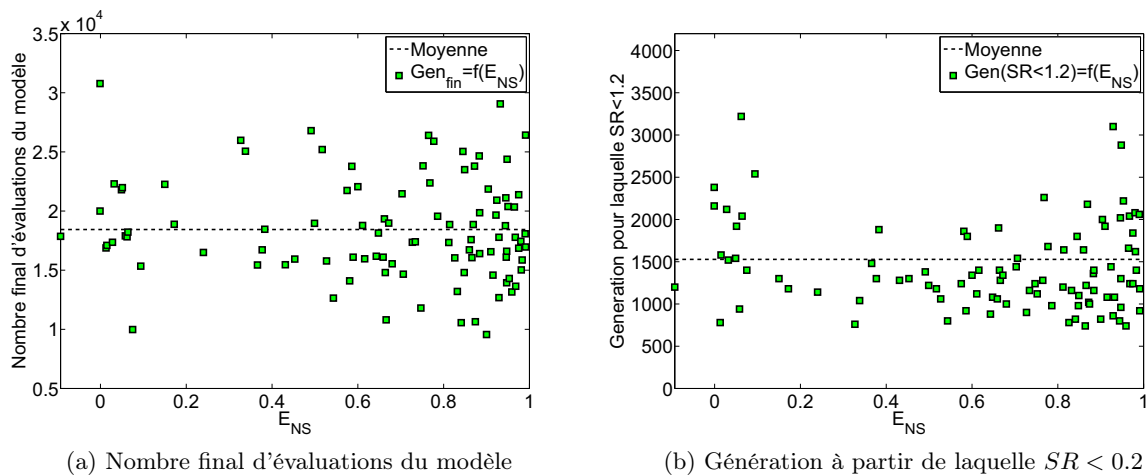 x 10⁴
3.5
3
2.5
2
1.5
1
0.5
0
0.2
0.4
0.6
0.8
1
E_NS
Nombre final d'évaluations du modèle
Moyenne
Gen_fin=f(E_NS)
(a) Nombre final d'évaluations du modèle
4000
3500
3000
2500
2000
1500
1000
500
0
0
0.2
0.4
0.6
0.8
1
E_NS
Generation pour laquelle SR<1.2
Moyenne
Gen(SR<1.2)=f(E_NS)
(b) Génération à partir de laquelle SR < 0.2